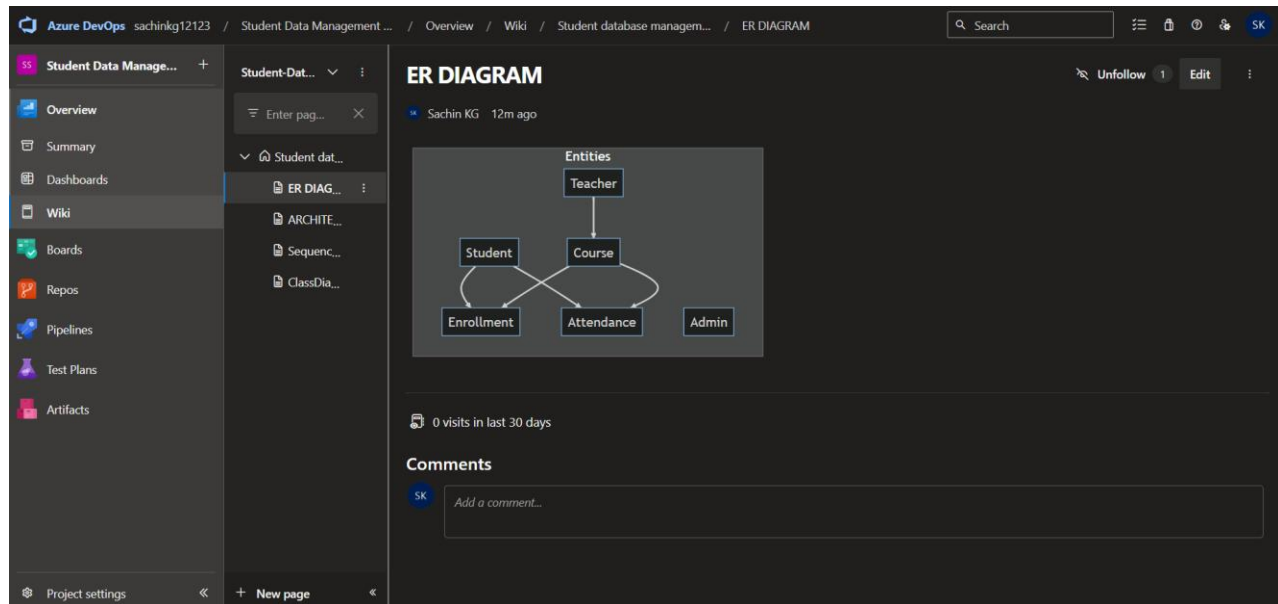 Azure DevOps sachinkg12123 / Student Data Management ... / Overview / Wiki / Student database managem... / ER DIAGRAM
Search
SK
SS Student Data Manage... +
Overview
Summary
Dashboards
Wiki
Boards
Repos
Pipelines
Test Plans
Artifacts
Project settings
Student-Dat...
Enter pag...
Student dat...
ER DIAG...
ARCHITE...
Sequenc...
ClassDia...
+ New page
ER DIAGRAM
Unfollow 1 Edit
SK Sachin KG 12m ago
Entities
Teacher
Student Course
Enrollment Attendance Admin
0 visits in last 30 days
Comments
SK Add a comment...